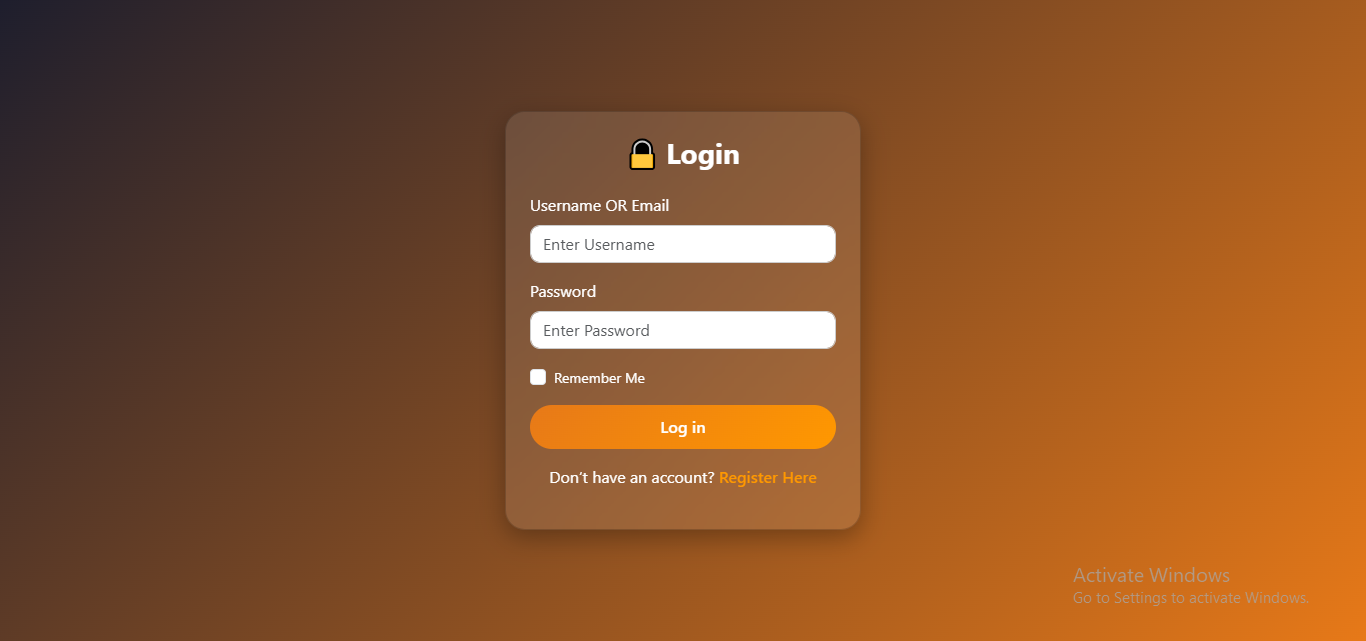 Login
Username OR Email
Enter Username
Password
Enter Password
Remember Me
Log in
Don’t have an account? Register Here
Activate Windows
Go to Settings to activate Windows.